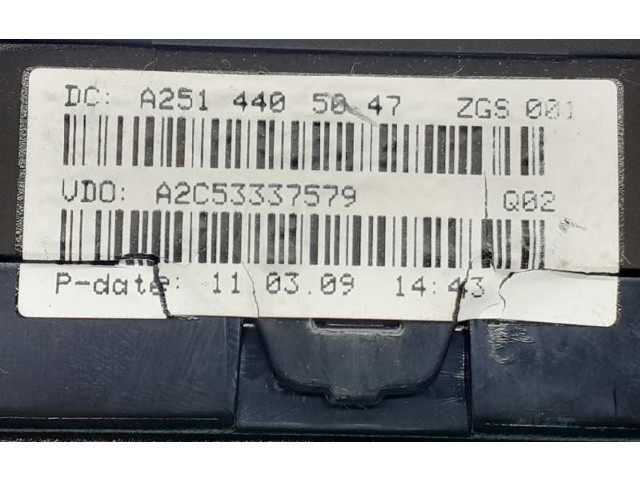 DC: A251 440 50 47 ZGS 001
VDO: A2C53337579 Q02
P-date: 11.03.09 14:43